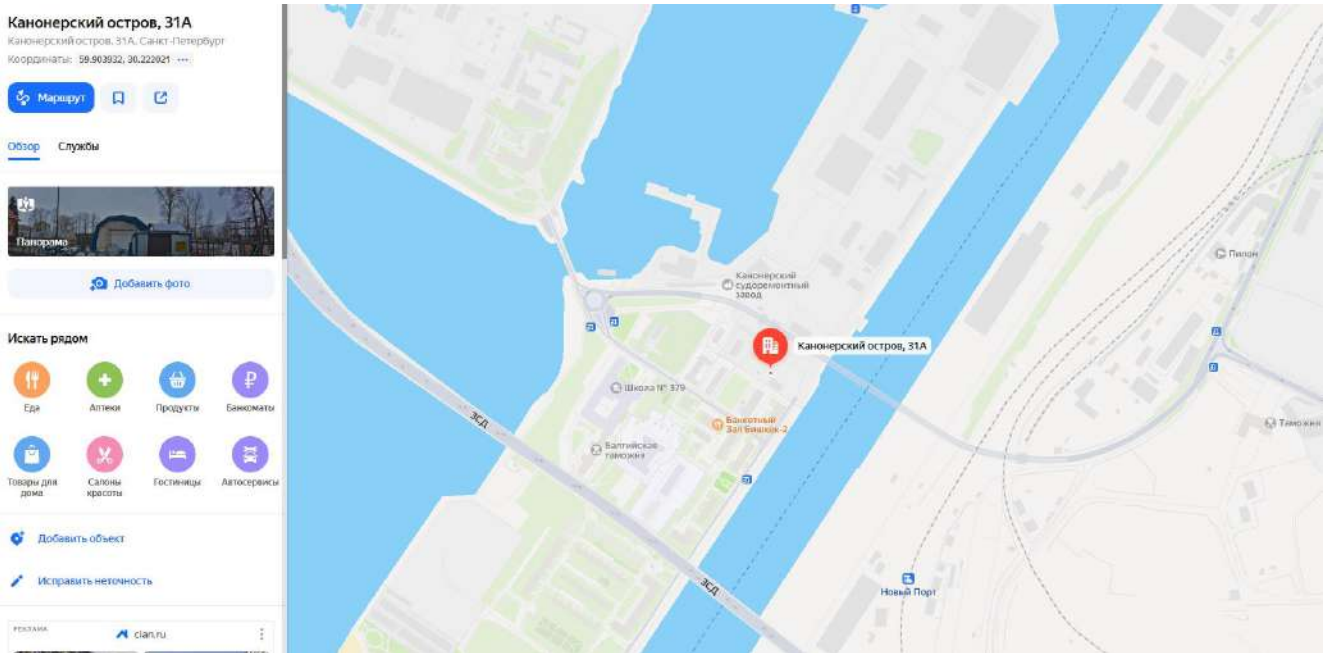 Канонерский остров, 31А
Канонерский остров, 31А, Санкт-Петербург
Координаты: 59.903932, 30.222021 ···
Маршрут
Обзор
Службы
Панорама
Добавить фото
Искать рядом
Еда
Аптеки
Продукты
Банкоматы
Товары для
дома
Салоны
красоты
Гостиницы
Автосервисы
Добавить объект
Исправить неточность
РЕКЛАМА
cian.ru
Канонерский
судоремонтный
завод
Канонерский остров, 31А
Пилон
Школа № 379
Банкетный
Зал Бишкек-2
Балтийская
таможня
Таможня
ЗСД
ЗСД
Новый Порт